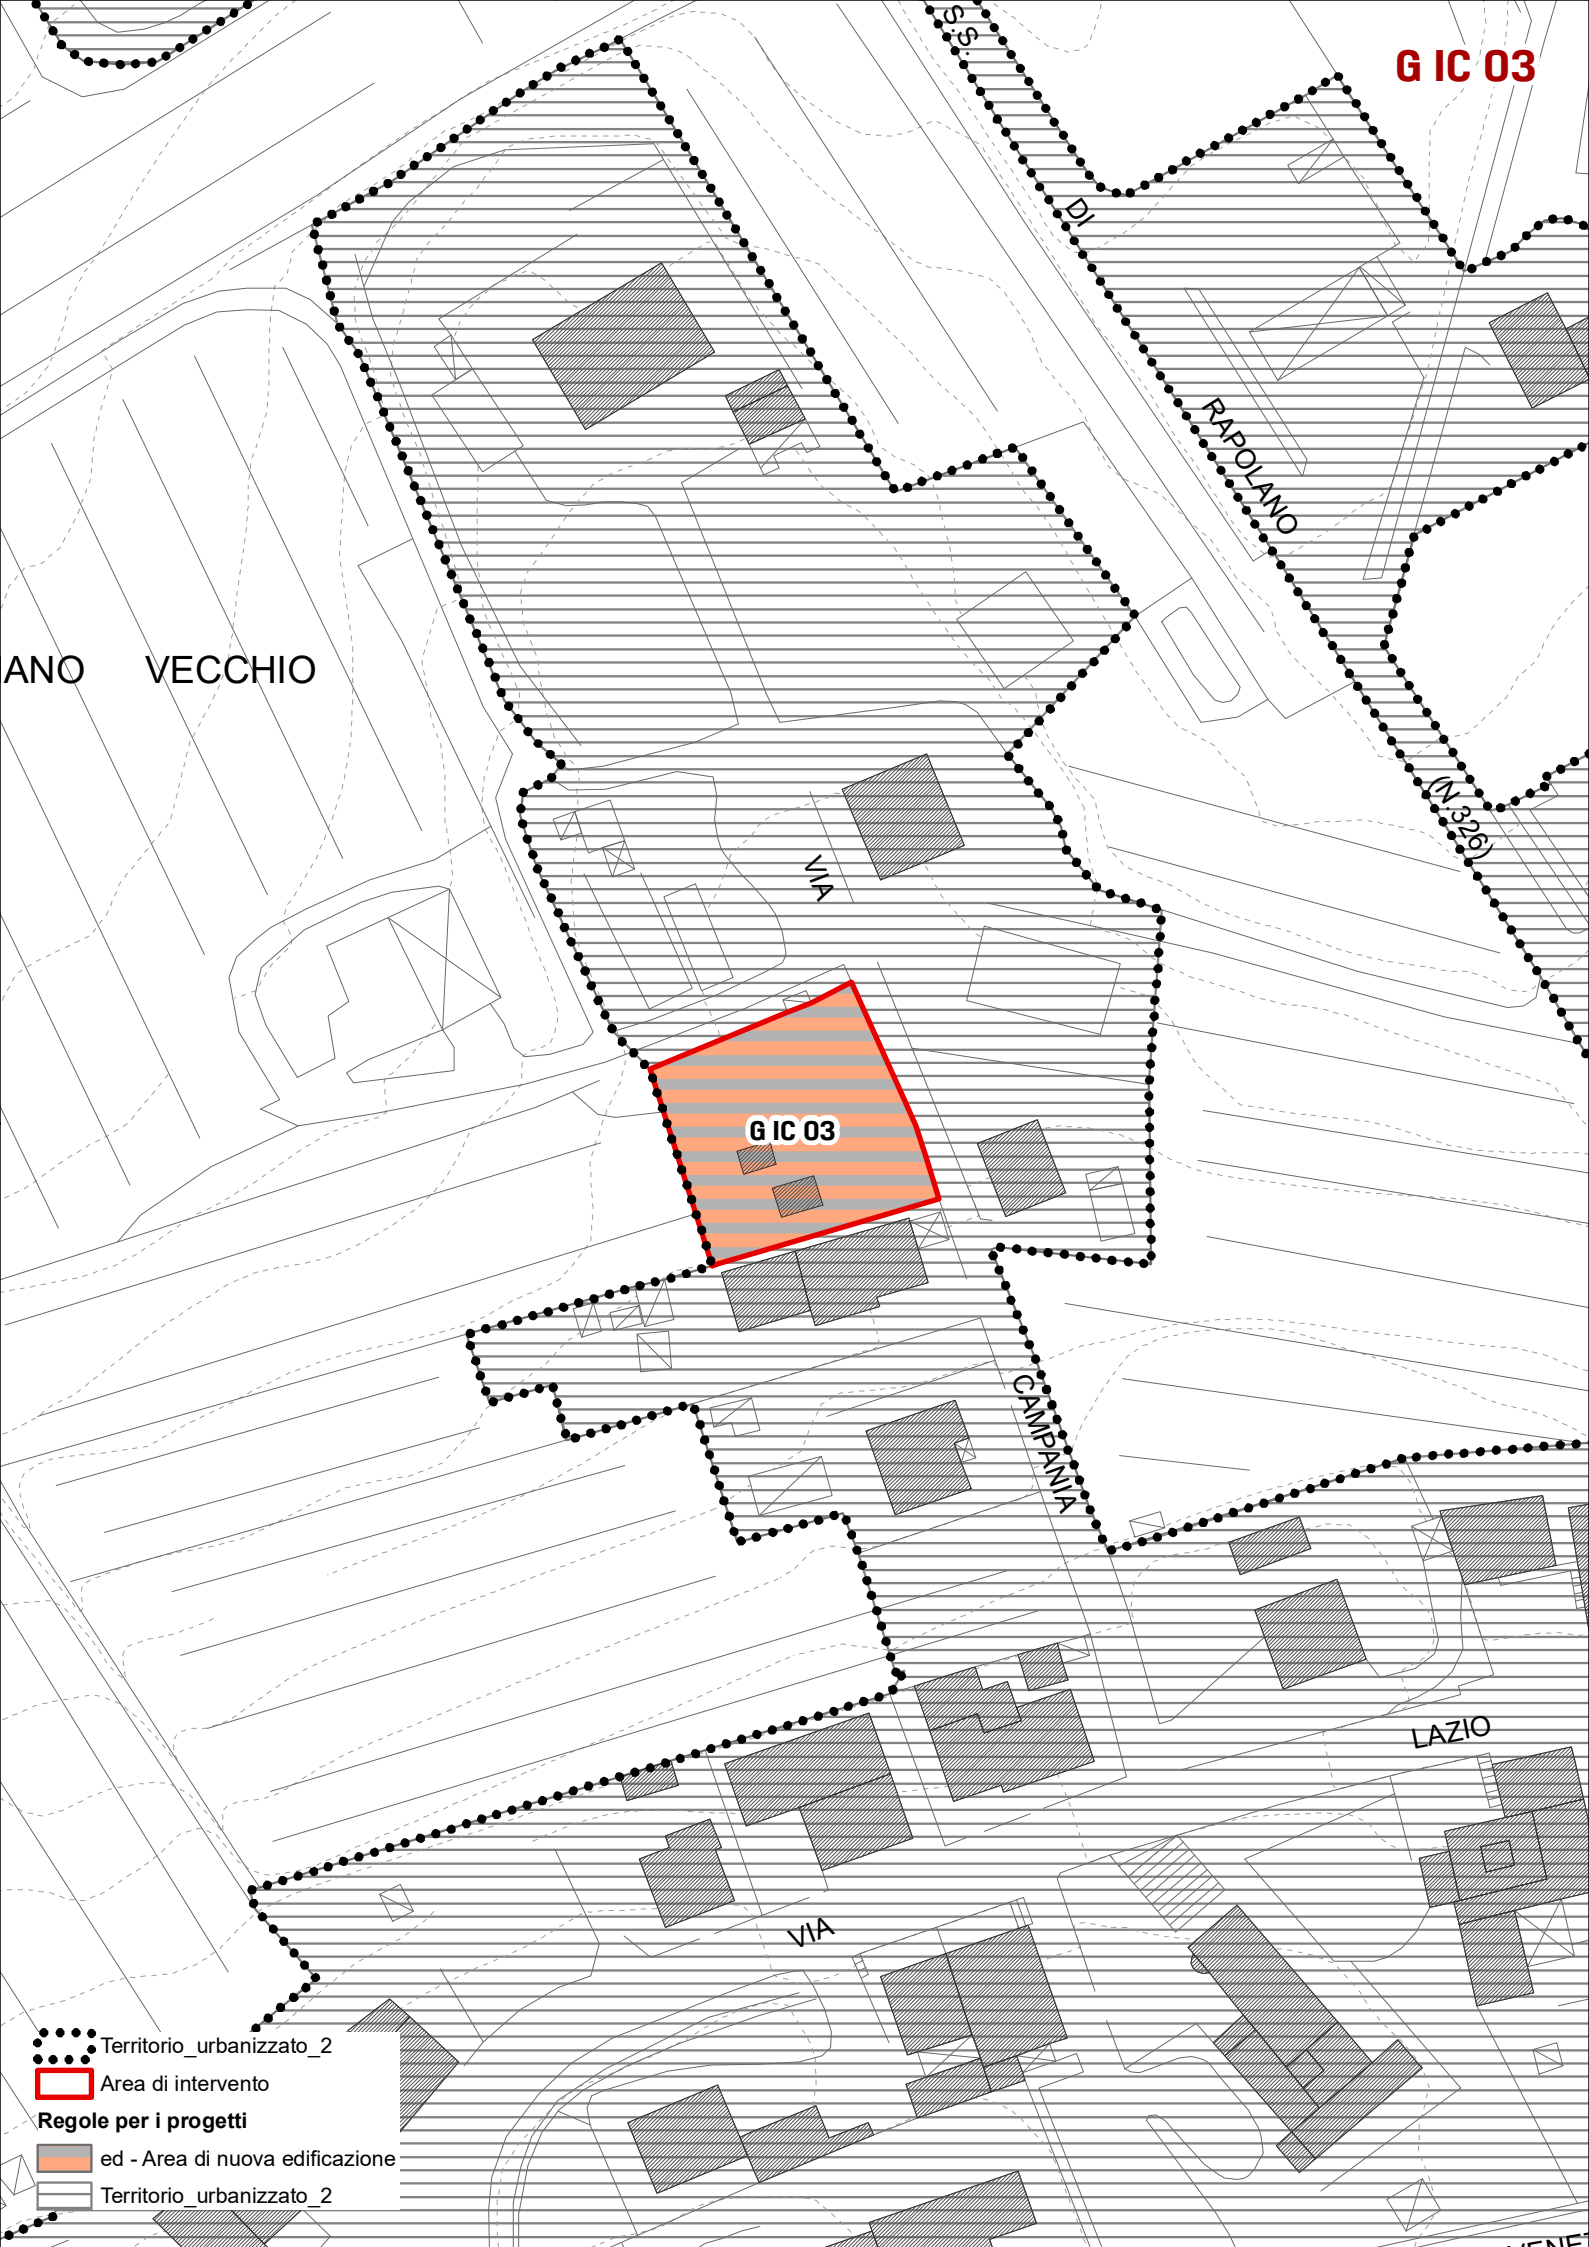 G IC 03
S.S.
DI
RAPOLANO
(N.326)
ANO VECCHIO
VIA
G IC 03
CAMPANIA
LAZIO
VIA
Territorio_urbanizzato_2
Area di intervento
Regole per i progetti
ed - Area di nuova edificazione
Territorio_urbanizzato_2